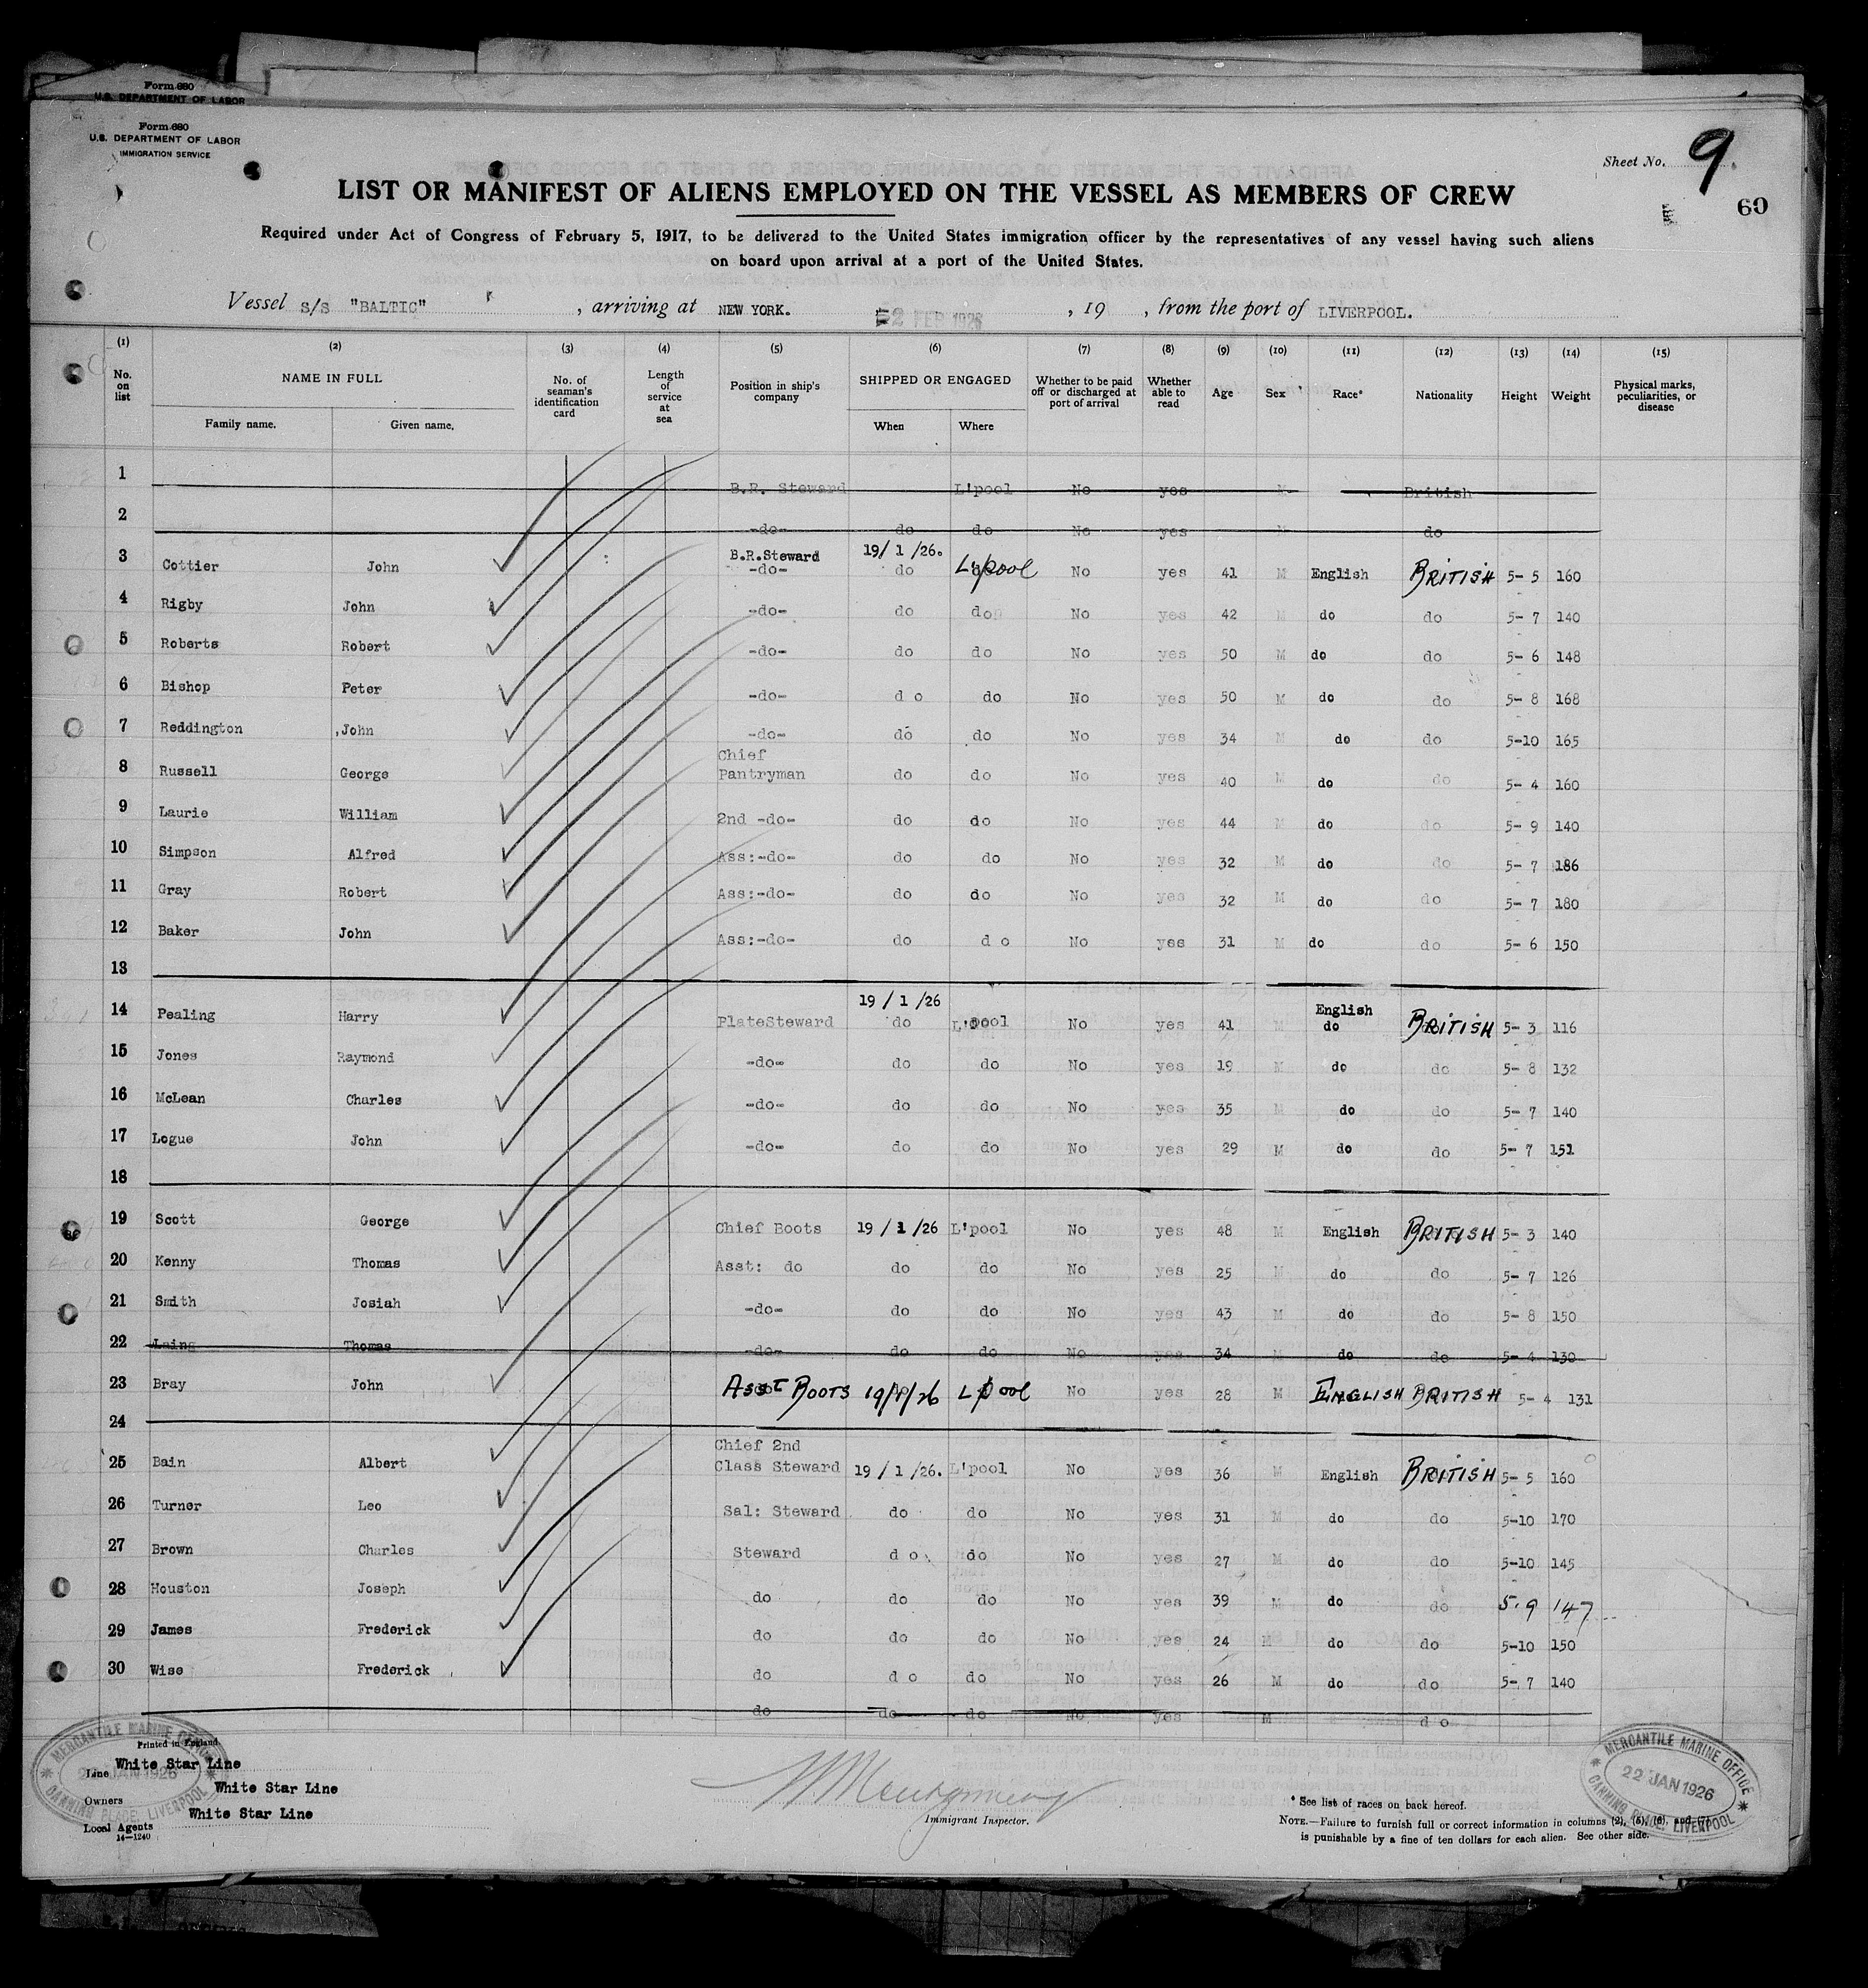 Form 680
U.S. DEPARTMENT OF LABOR
Form 680
U.S. DEPARTMENT OF LABOR
IMMIGRATION SERVICE
Sheet No. 9.
60
LIST OR MANIFEST OF ALIENS EMPLOYED ON THE VESSEL AS MEMBERS OF CREW
Required under Act of Congress of February 5, 1917, to be delivered to the United States immigration officer by the representatives of any vessel having such aliens
on board upon arrival at a port of the United States.
Vessel S/S "BALTIC" , arriving at NEW YORK. 2 FEB 1926 , 19 , from the port of LIVERPOOL.
(1) (2) (3) (4) (5) (6) (7) (8) (9) (10) (11) (12) (13) (14) (15)
No. on list NAME IN FULL Family name. Given name. No. of seaman's identification card Length of service at sea Position in ship's company SHIPPED OR ENGAGED When Where Whether to be paid off or discharged at port of arrival Whether able to read Age Sex Race* Nationality Height Weight Physical marks, peculiarities, or disease
1 B.R. Steward L'pool No yes M British
2 -do- do do No yes M do
3 Cottier John B.R.Steward -do- 19/ 1 /26. do L'pool No yes 41 M English BRITISH 5- 5 160
4 Rigby John -do- do do No yes 42 M do do 5- 7 140
5 Roberts Robert -do- do do No yes 50 M do do 5- 6 148
6 Bishop Peter -do- d o do No yes 50 M do do 5- 8 168
7 Reddington ,John -do- do do No yes 34 M do do 5-10 165
8 Russell George Chief Pantryman do do No yes 40 M do do 5- 4 160
9 Laurie William 2nd -do- do do No yes 44 M do do 5- 9 140
10 Simpson Alfred Ass:-do- do do No yes 32 M do do 5- 7 186
11 Gray Robert Ass:-do- do do No yes 32 M do do 5- 7 180
12 Baker John Ass:-do- do d o No yes 31 M do do 5- 6 150
13
14 Pealing Harry PlateSteward 19 / 1 /26 do L'pool No yes 41 M English do BRITISH 5- 3 116
15 Jones Raymond -do- do do No yes 19 M do do 5- 8 132
16 McLean Charles -do- do do No yes 35 M do do 5- 7 140
17 Logue John -do- do do No yes 29 M do do 5- 7 151
18
19 Scott George Chief Boots 19 / 1 /26 L'pool No yes 48 M English BRITISH 5- 3 140
20 Kenny Thomas Asst: do do do No yes 25 M do do 5- 7 126
21 Smith Josiah -do- do do No yes 43 M do do 5- 8 150
22 Laing Thomas -do- do do No yes 34 M do do 5- 4 130
23 Bray John ASST BOOTS 19/1/26 L'pool No yes 28 M ENGLISH BRITISH 5- 4 131
24
25 Bain Albert Chief 2nd Class Steward 19 / 1 /26. L'pool No yes 36 M English BRITISH 5- 5 160
26 Turner Leo Sal: Steward do do No yes 31 M do do 5-10 170
27 Brown Charles Steward d o do No yes 27 M do do 5-10 145
28 Houston Joseph do do do No yes 39 M do do 5.9 147
29 James Frederick do do do No yes 24 M do do 5-10 150
30 Wise Frederick do d o do No yes 26 M do do 5- 7 140
do do do No yes M d o
MERCANTILE MARINE OFFICE
JAN 1926
CANNING PLACE, LIVERPOOL
Printed in England
Line White Star Line
Owners White Star Line
Local Agents White Star Line
14—1240
Immigrant Inspector.
* See list of races on back hereof.
NOTE.—Failure to furnish full or correct information in columns (2), (5), (6), and (7)
is punishable by a fine of ten dollars for each alien. See other side.
MERCANTILE MARINE OFFICE
22 JAN 1926
CANNING PLACE, LIVERPOOL